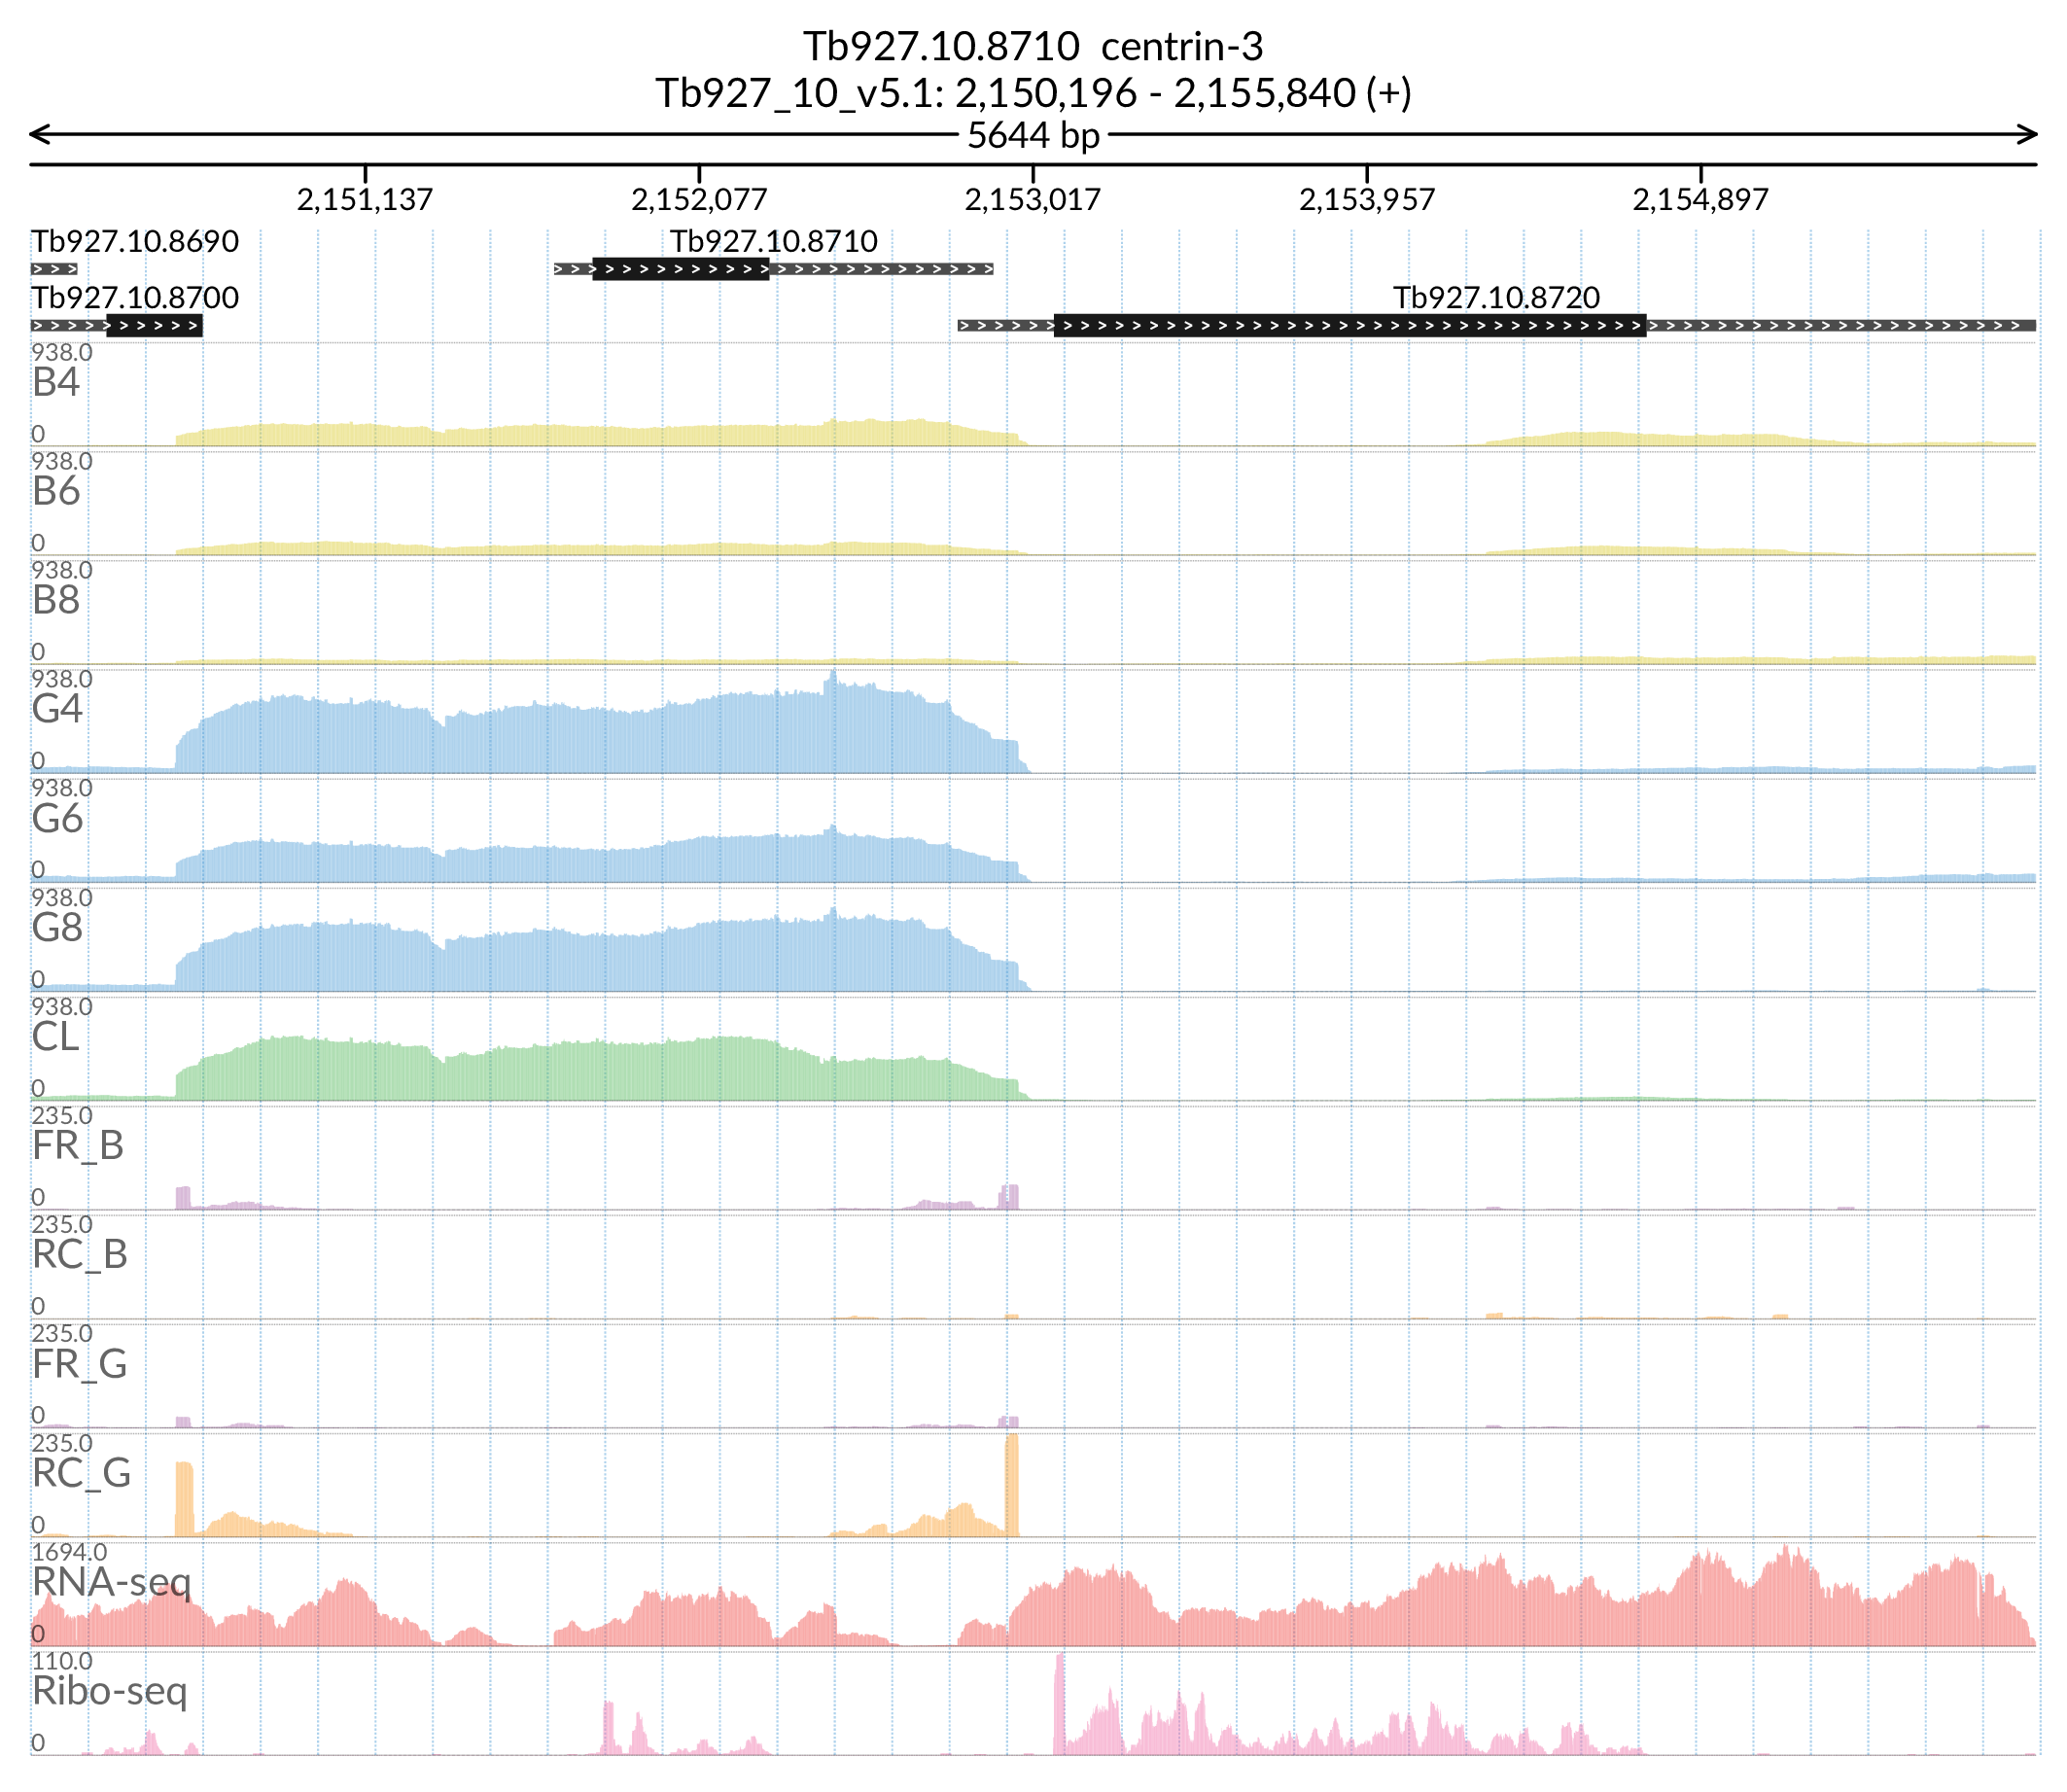 Tb927.10.8710  centrin-3
Tb927_10_v5.1: 2,150,196 - 2,155,840 (+)
5644 bp
2,151,137 2,152,077 2,153,017 2,153,957 2,154,897
Tb927.10.8690 Tb927.10.8710
Tb927.10.8700 Tb927.10.8720
938.0
B4
0
938.0
B6
0
938.0
B8
0
938.0
G4
0
938.0
G6
0
938.0
G8
0
938.0
CL
0
235.0
FR_B
0
235.0
RC_B
0
235.0
FR_G
0
235.0
RC_G
0
1694.0
RNA-seq
0
110.0
Ribo-seq
0